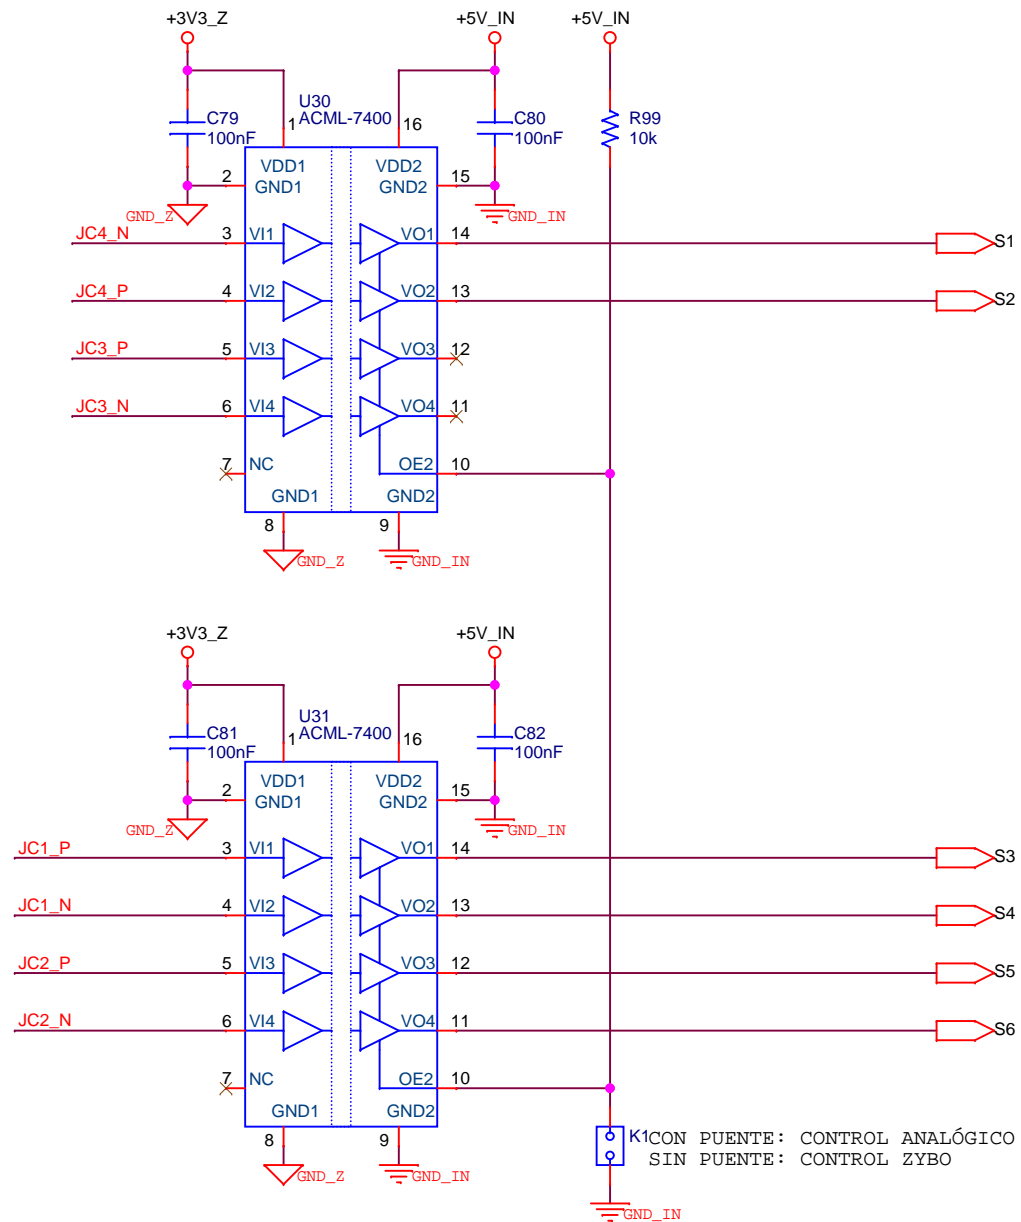 +3V3_Z +5V_IN +5V_IN
U30
ACML-7400
C79
100nF
C80
100nF
R99
10k
1 16
VDD1 VDD2
2 GND1 GND2 15
GND_Z GND_IN
JC4_N 3 VI1 VO1 14 S1
JC4_P 4 VI2 VO2 13 S2
JC3_P 5 VI3 VO3 12
JC3_N 6 VI4 VO4 11
7 NC OE2 10
GND1 GND2
8 9
GND_Z GND_IN
+3V3_Z +5V_IN
U31
ACML-7400
C81
100nF
C82
100nF
1 16
VDD1 VDD2
2 GND1 GND2 15
GND_Z GND_IN
JC1_P 3 VI1 VO1 14 S3
JC1_N 4 VI2 VO2 13 S4
JC2_P 5 VI3 VO3 12 S5
JC2_N 6 VI4 VO4 11 S6
7 NC OE2 10
GND1 GND2
8 9
GND_Z GND_IN
K1 CON PUENTE: CONTROL ANALÓGICO
SIN PUENTE: CONTROL ZYBO
GND_IN